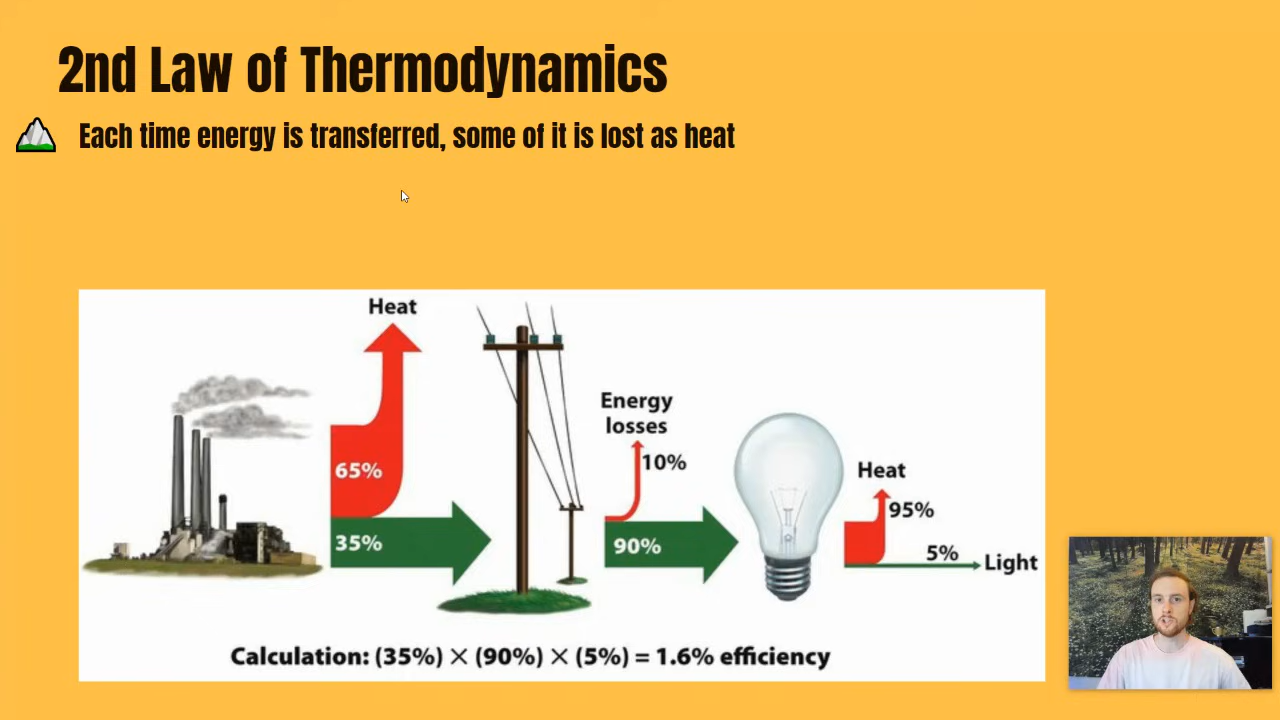 2nd Law of Thermodynamics
Each time energy is transferred, some of it is lost as heat
Heat
65%
35%
Energy
losses
10%
90%
Heat
95%
5%
Light
Calculation: (35%) × (90%) × (5%) = 1.6% efficiency